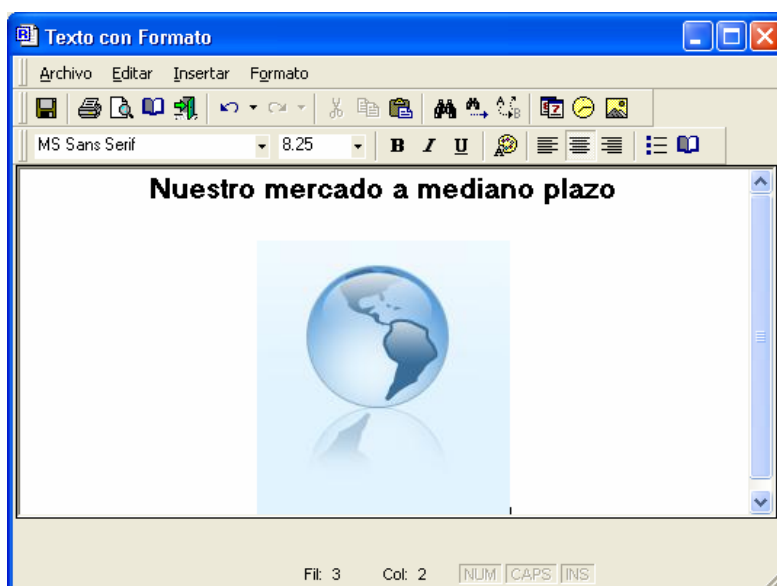 Texto con Formato
Archivo Editar Insertar Formato
MS Sans Serif 8.25 B I U
Nuestro mercado a mediano plazo
Fil: 3 Col: 2 NUM CAPS INS